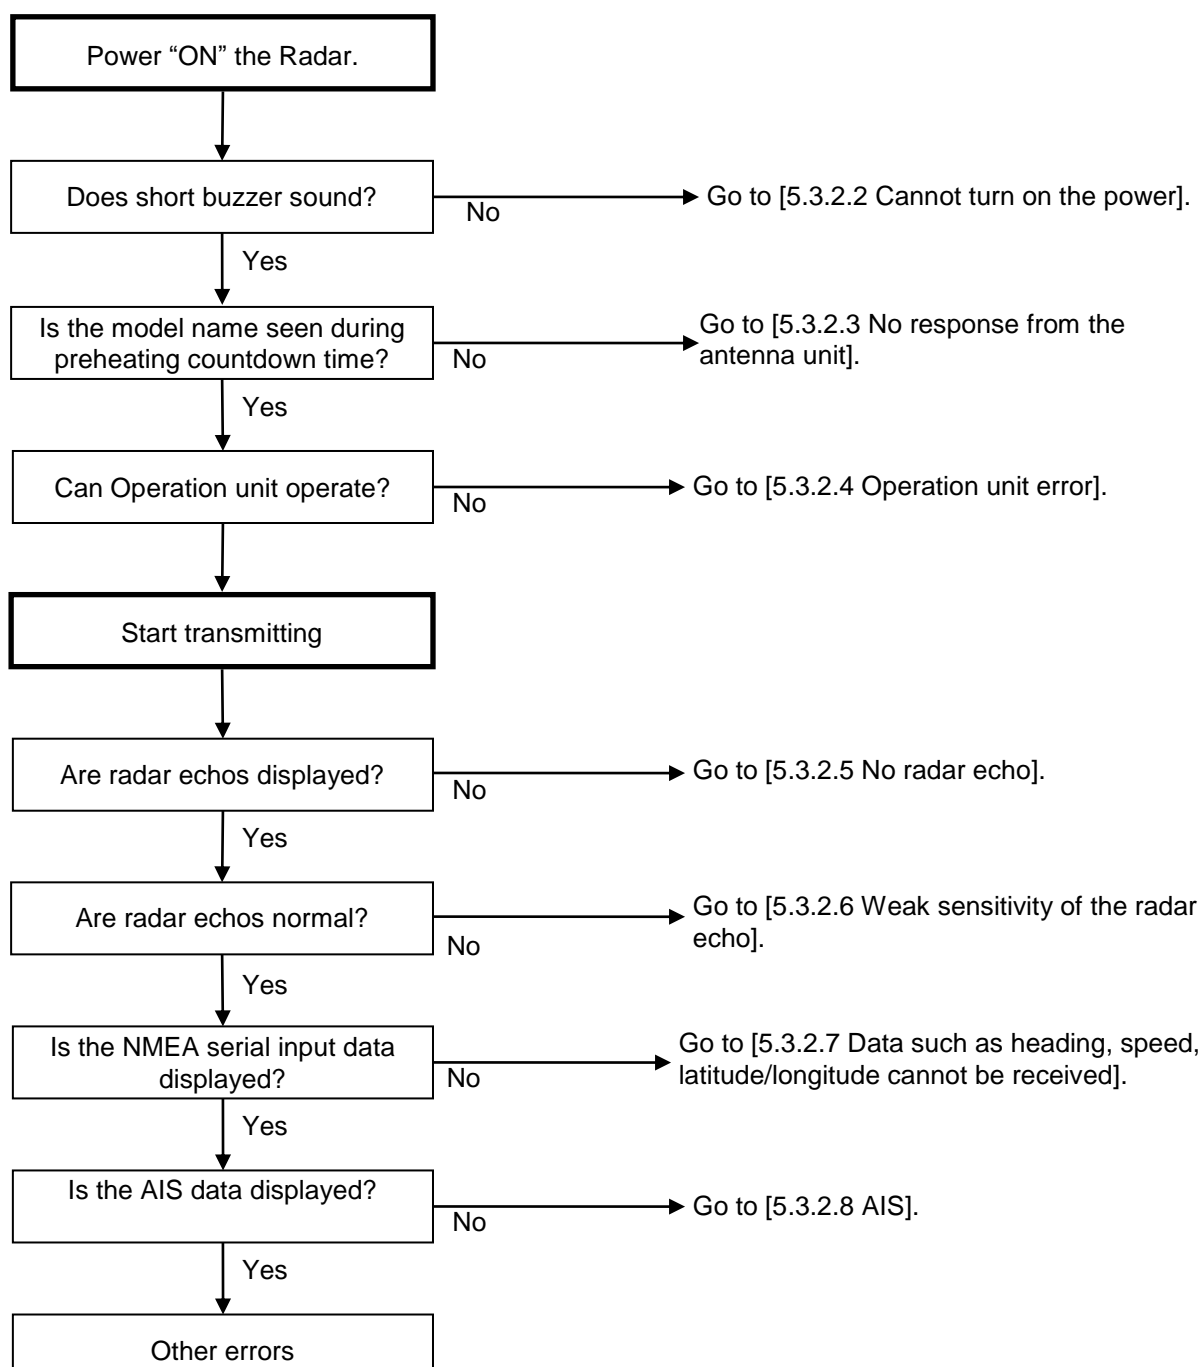 Power “ON” the Radar.
Does short buzzer sound?
No
Go to [5.3.2.2 Cannot turn on the power].
Yes
Is the model name seen during
preheating countdown time?
No
Go to [5.3.2.3 No response from the
antenna unit].
Yes
Can Operation unit operate?
No
Go to [5.3.2.4 Operation unit error].
Start transmitting
Are radar echos displayed?
No
Go to [5.3.2.5 No radar echo].
Yes
Are radar echos normal?
No
Go to [5.3.2.6 Weak sensitivity of the radar
echo].
Yes
Is the NMEA serial input data
displayed?
No
Go to [5.3.2.7 Data such as heading, speed,
latitude/longitude cannot be received].
Yes
Is the AIS data displayed?
No
Go to [5.3.2.8 AIS].
Yes
Other errors